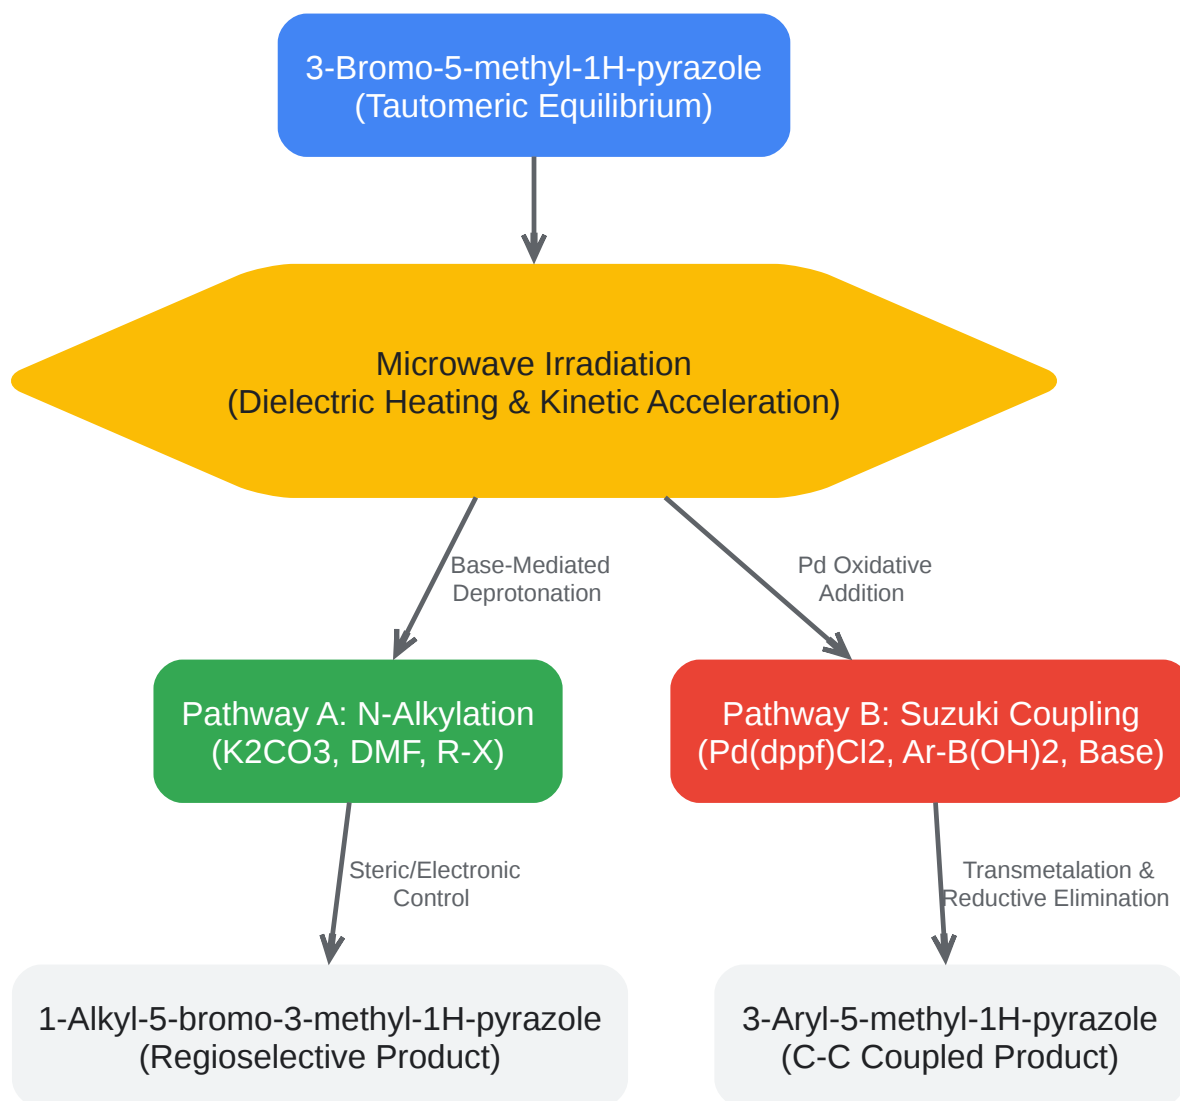 3-Bromo-5-methyl-1H-pyrazole
(Tautomeric Equilibrium)
Microwave Irradiation
(Dielectric Heating & Kinetic Acceleration)
Base-Mediated
Deprotonation
Pd Oxidative
Addition
Pathway A: N-Alkylation
(K2CO3, DMF, R-X)
Pathway B: Suzuki Coupling
(Pd(dppf)Cl2, Ar-B(OH)2, Base)
Steric/Electronic
Control
Transmetalation &
Reductive Elimination
1-Alkyl-5-bromo-3-methyl-1H-pyrazole
(Regioselective Product)
3-Aryl-5-methyl-1H-pyrazole
(C-C Coupled Product)